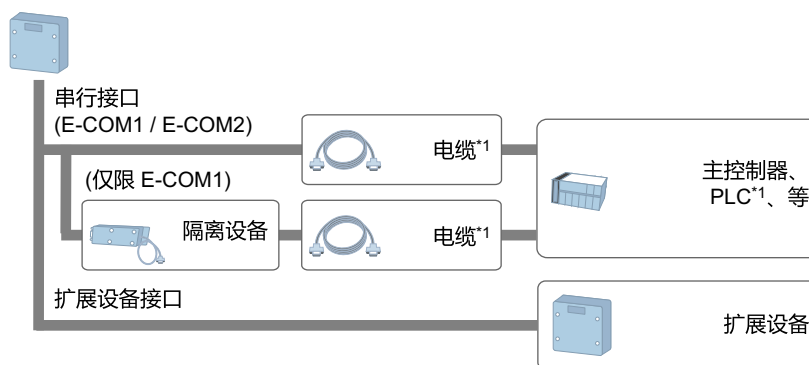 串行接口
(E-COM1 / E-COM2)
电缆*1
主控制器、
PLC*1、等
(仅限 E-COM1)
隔离设备
电缆*1
扩展设备接口
扩展设备